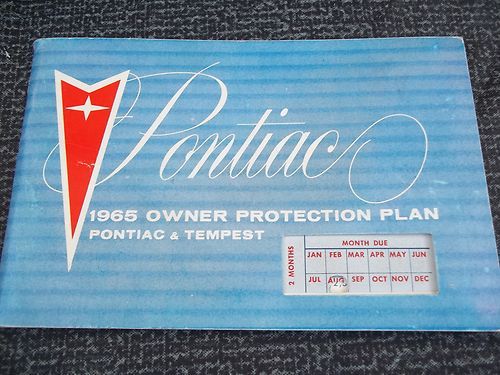 Pontiac
1965 OWNER PROTECTION PLAN
PONTIAC & TEMPEST
2 MONTHS
MONTH DUE
JAN FEB MAR APR MAY JUN
JUL AUG SEP OCT NOV DEC